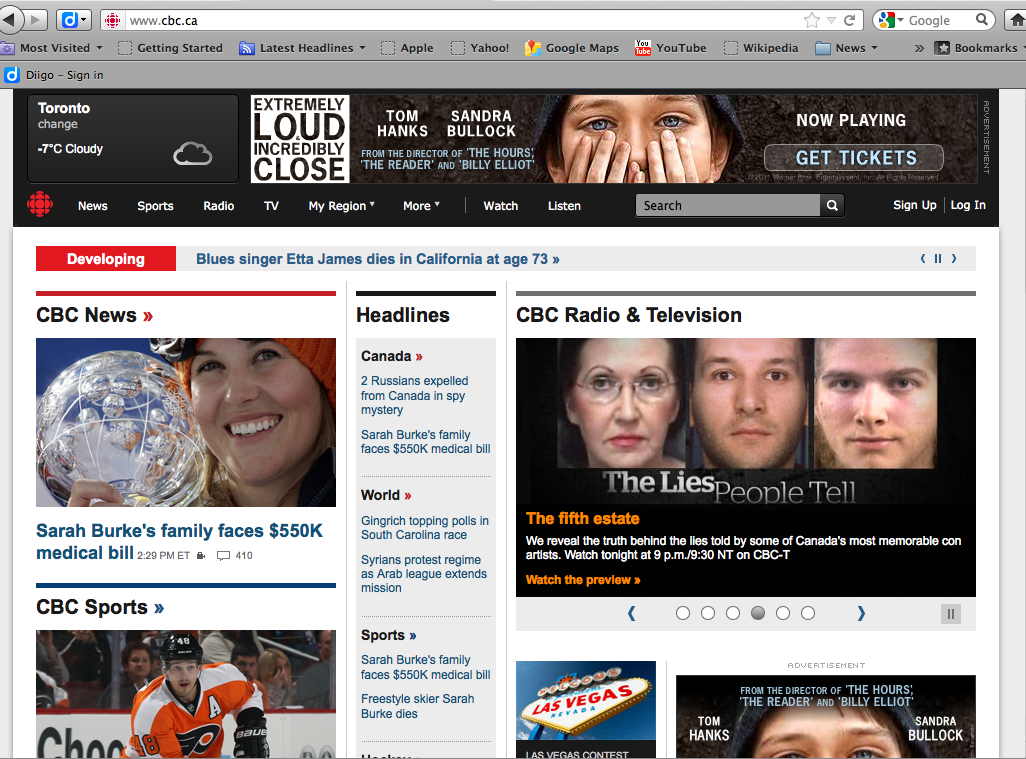 www.cbc.ca
Google
Most Visited
Getting Started
Latest Headlines
Apple
Yahoo!
Google Maps
You
Tube
YouTube
Wikipedia
News
»
Bookmarks
Diigo – Sign in
Toronto
change
-7°C Cloudy
EXTREMELY
LOUD
&
INCREDIBLY
CLOSE
TOM
HANKS
SANDRA
BULLOCK
FROM THE DIRECTOR OF 'THE HOURS',
'THE READER' AND 'BILLY ELLIOT'
NOW PLAYING
GET TICKETS
ADVERTISEMENT
News
Sports
Radio
TV
My Region
More
Watch
Listen
Search
Sign Up
Log In
Developing
Blues singer Etta James dies in California at age 73 »
CBC News »
Sarah Burke's family faces $550K
medical bill 2:29 PM ET 410
CBC Sports »
48
A
48
BAUER
Headlines
Canada »
2 Russians expelled
from Canada in spy
mystery
Sarah Burke's family
faces $550K medical bill
World »
Gingrich topping polls in
South Carolina race
Syrians protest regime
as Arab league extends
mission
Sports »
Sarah Burke's family
faces $550K medical bill
Freestyle skier Sarah
Burke dies
Hockey
CBC Radio & Television
The Lies People Tell
The fifth estate
We reveal the truth behind the lies told by some of Canada's most memorable con
artists. Watch tonight at 9 p.m./9:30 NT on CBC-T
Watch the preview »
WELCOME
LAS VEGAS
NEVADA
LAS VEGAS CONTEST
ADVERTISEMENT
FROM THE DIRECTOR OF 'THE HOURS',
'THE READER' AND 'BILLY ELLIOT'
TOM
HANKS
SANDRA
BULLOCK